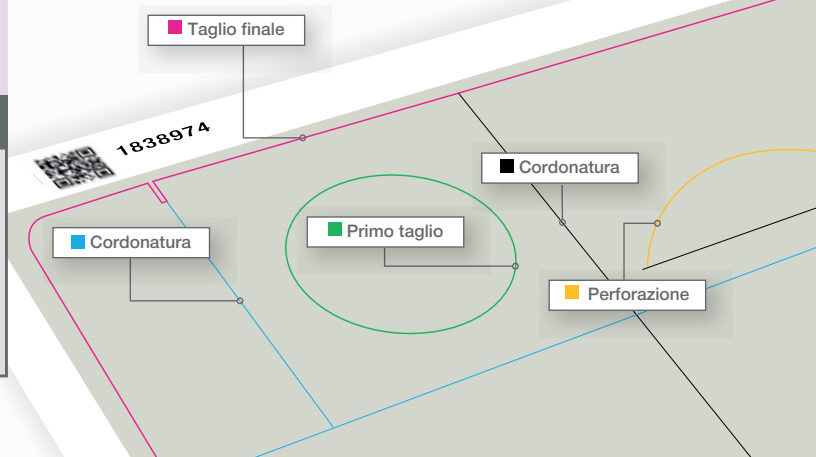 Taglio finale
1838974
Cordonatura
Cordonatura
Primo taglio
Perforazione